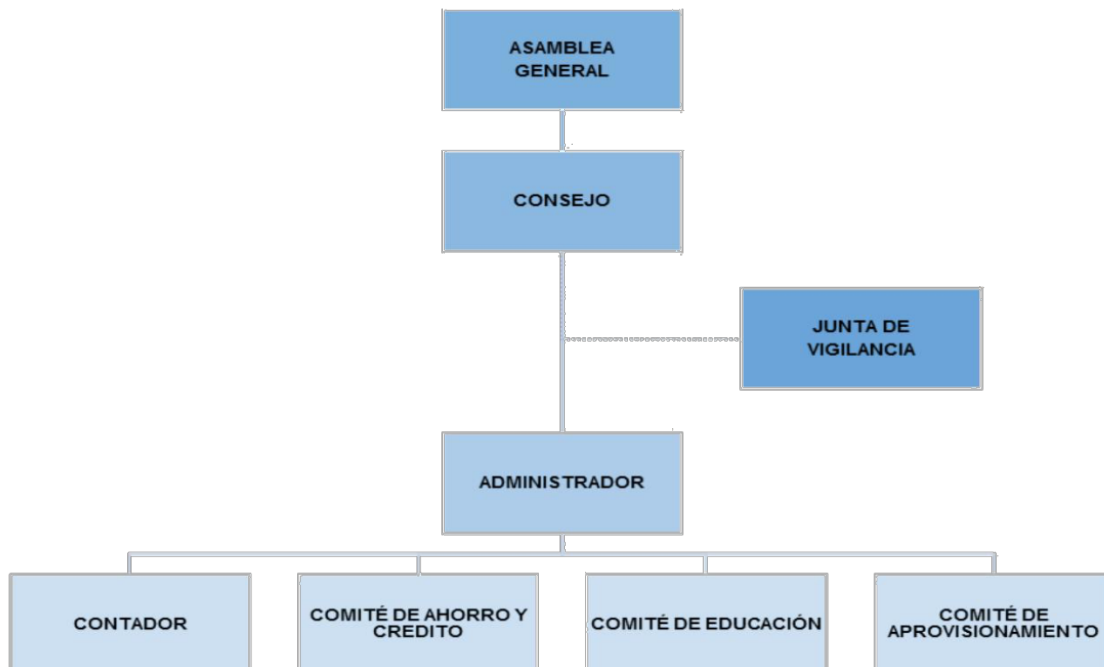 ASAMBLEA
GENERAL
CONSEJO
JUNTA DE
VIGILANCIA
ADMINISTRADOR
CONTADOR
COMITÉ DE AHORRO Y
CREDITO
COMITÉ DE EDUCACIÓN
COMITÉ DE
APROVISIONAMIENTO